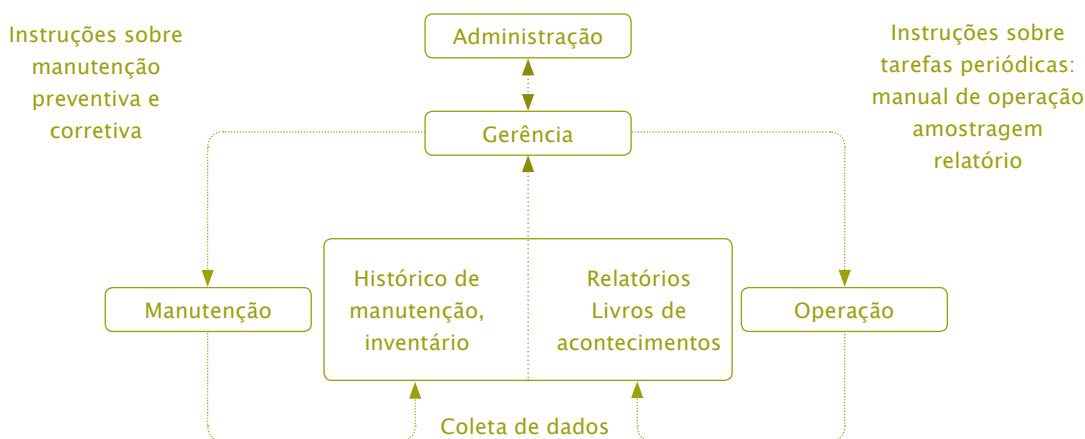 Instruções sobre
manutenção
preventiva e
corretiva
Administração
Instruções sobre
tarefas periódicas:
manual de operação
amostragem
relatório
Gerência
Manutenção
Histórico de
manutenção,
inventário
Relatórios
Livros de
acontecimentos
Operação
Coleta de dados